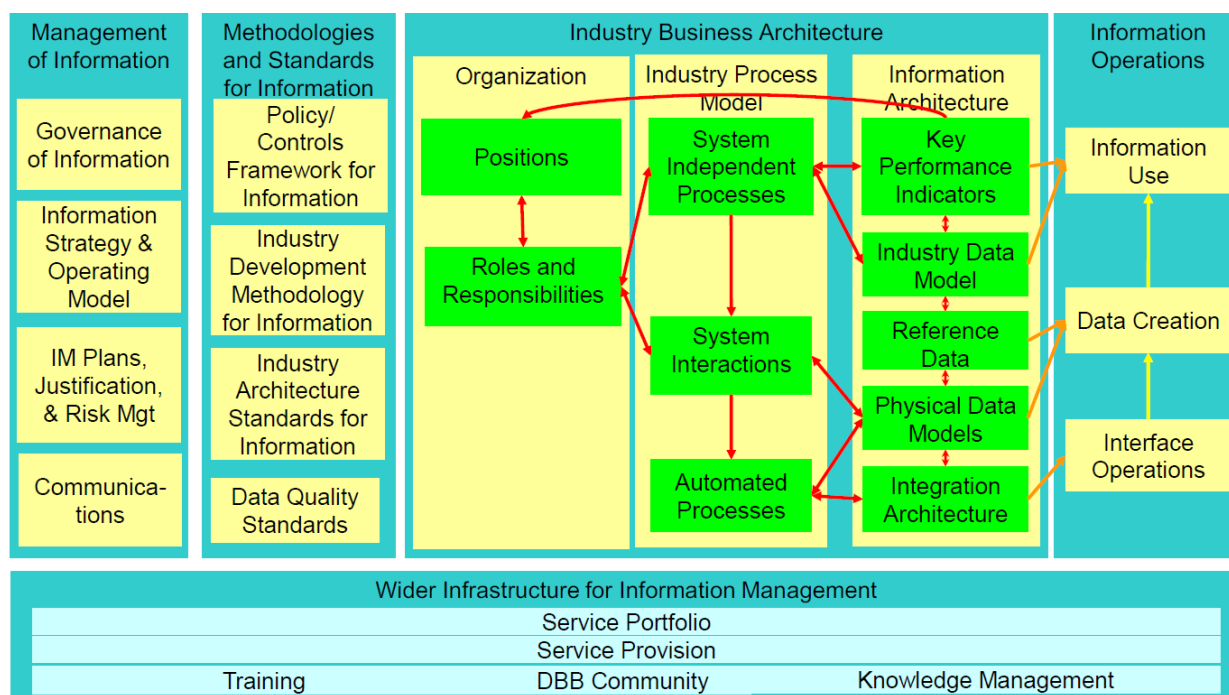 Management
of Information
Governance
of Information
Information
Strategy &
Operating
Model
IM Plans,
Justification,
& Risk Mgt
Communica-
tions
Methodologies
and Standards
for Information
Policy/
Controls
Framework for
Information
Industry
Development
Methodology
for Information
Industry
Architecture
Standards for
Information
Data Quality
Standards
Industry Business Architecture
Organization
Positions
Roles and
Responsibilities
Industry Process
Model
System
Independent
Processes
System
Interactions
Automated
Processes
Information
Architecture
Key
Performance
Indicators
Industry Data
Model
Reference
Data
Physical Data
Models
Integration
Architecture
Information
Operations
Information
Use
Data Creation
Interface
Operations
Wider Infrastructure for Information Management
Service Portfolio
Service Provision
Training
DBB Community
Knowledge Management